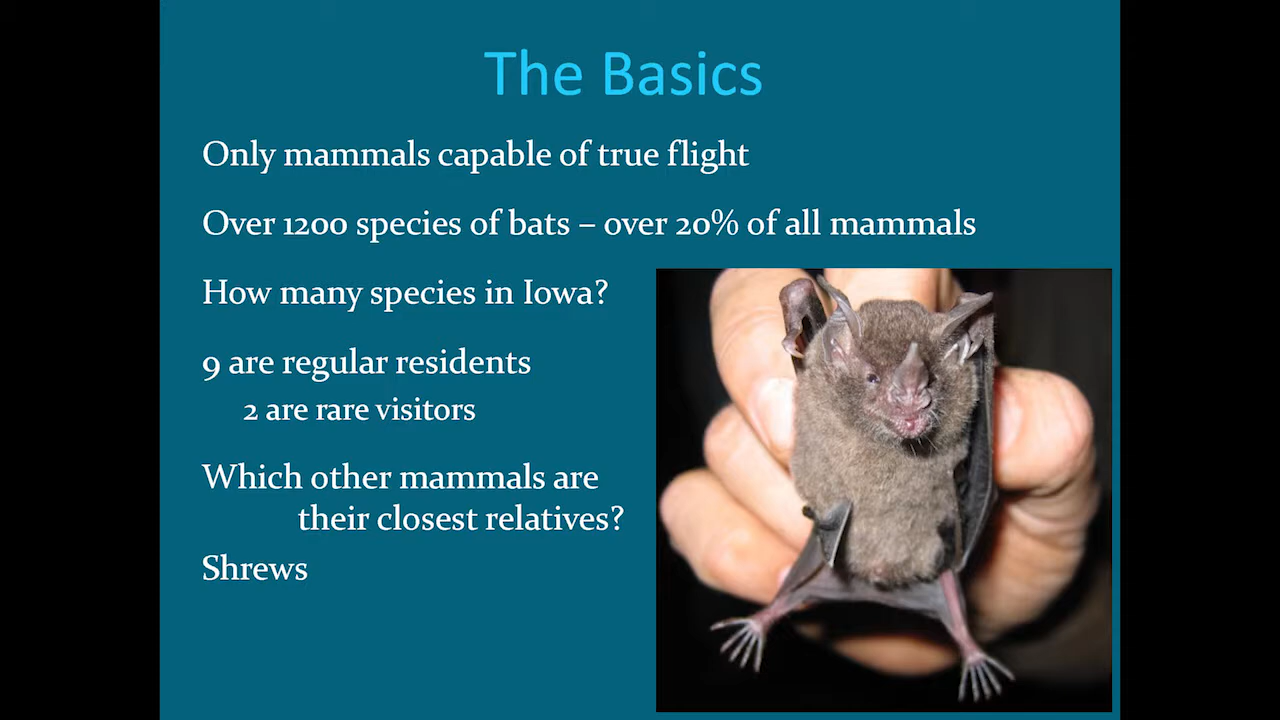 The Basics
Only mammals capable of true flight
Over 1200 species of bats – over 20% of all mammals
How many species in Iowa?
9 are regular residents
2 are rare visitors
Which other mammals are
their closest relatives?
Shrews